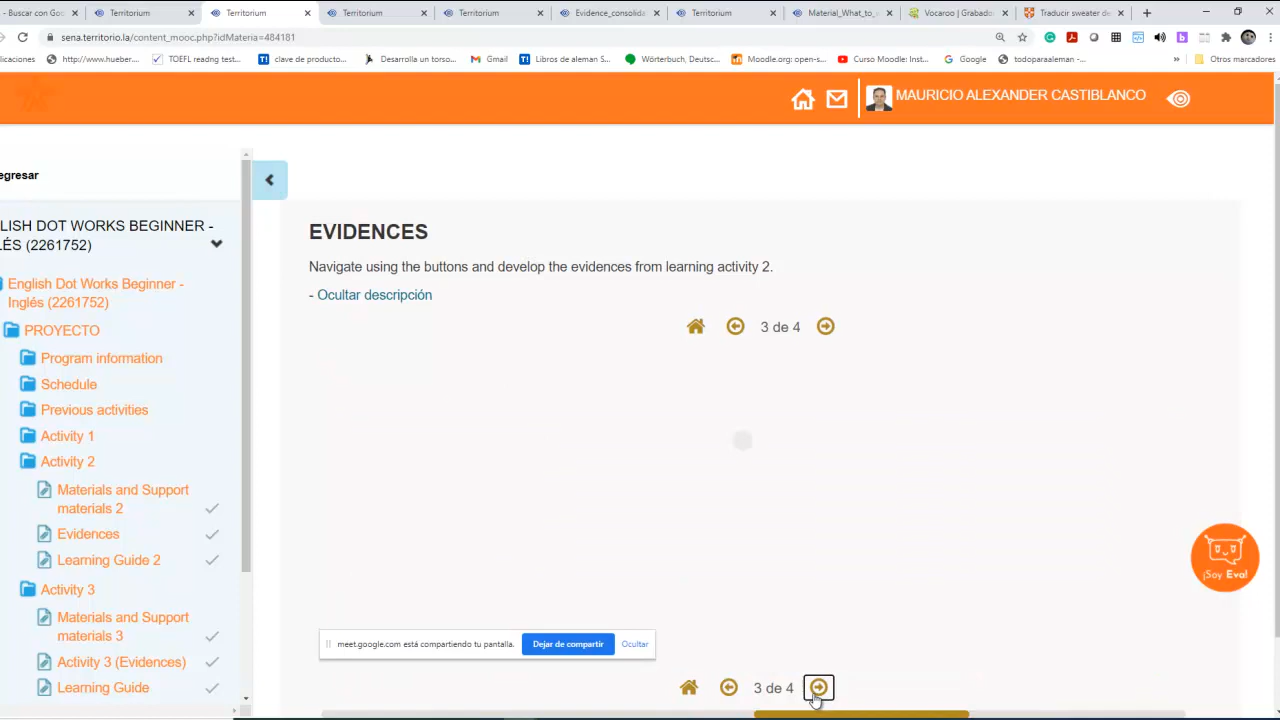 - Buscar con Goo
Territorium
Territorium
Territorium
Territorium
Evidence_consolida
Territorium
Material_What_to_
Vocaroo | Grabador
Traducir sweater de
sena.territorio.la/content_mooc.php?idMateria=484181
licaciones
http://www.hueber...
TOEFL readng test...
clave de producto...
Desarrolla un torso...
Gmail
Libros de aleman S...
Wörterbuch, Deutsc...
Moodle.org: open-s...
Curso Moodle: Inst...
Google
todoparaaleman -...
Otros marcadores
MAURICIO ALEXANDER CASTIBLANCO
egresar
LISH DOT WORKS BEGINNER -
LÉS (2261752)
English Dot Works Beginner -
Inglés (2261752)
PROYECTO
Program information
Schedule
Previous activities
Activity 1
Activity 2
Materials and Support
materials 2
Evidences
Learning Guide 2
Activity 3
Materials and Support
materials 3
Activity 3 (Evidences)
Learning Guide
EVIDENCES
Navigate using the buttons and develop the evidences from learning activity 2.
- Ocultar descripción
3 de 4
¡Soy Eva!
meet.google.com está compartiendo tu pantalla.
Dejar de compartir
Ocultar
3 de 4